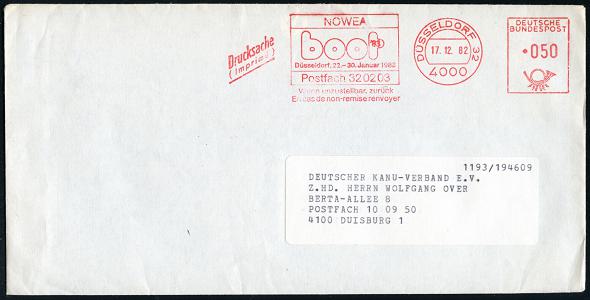 Drucksache
(Imprimé)
NOWEA
boot '83
Düsseldorf, 22.–30. Januar 1983
Postfach 320203
Wenn unzustellbar, zurück
En cas de non-remise renvoyer
DÜSSELDORF 32
17.12.82
4000
DEUTSCHE
BUNDESPOST
050
1193/194609
DEUTSCHER KANU-VERBAND E.V.
Z.HD. HERRN WOLFGANG OVER
BERTA-ALLEE 8
POSTFACH 10 09 50
4100 DUISBURG 1